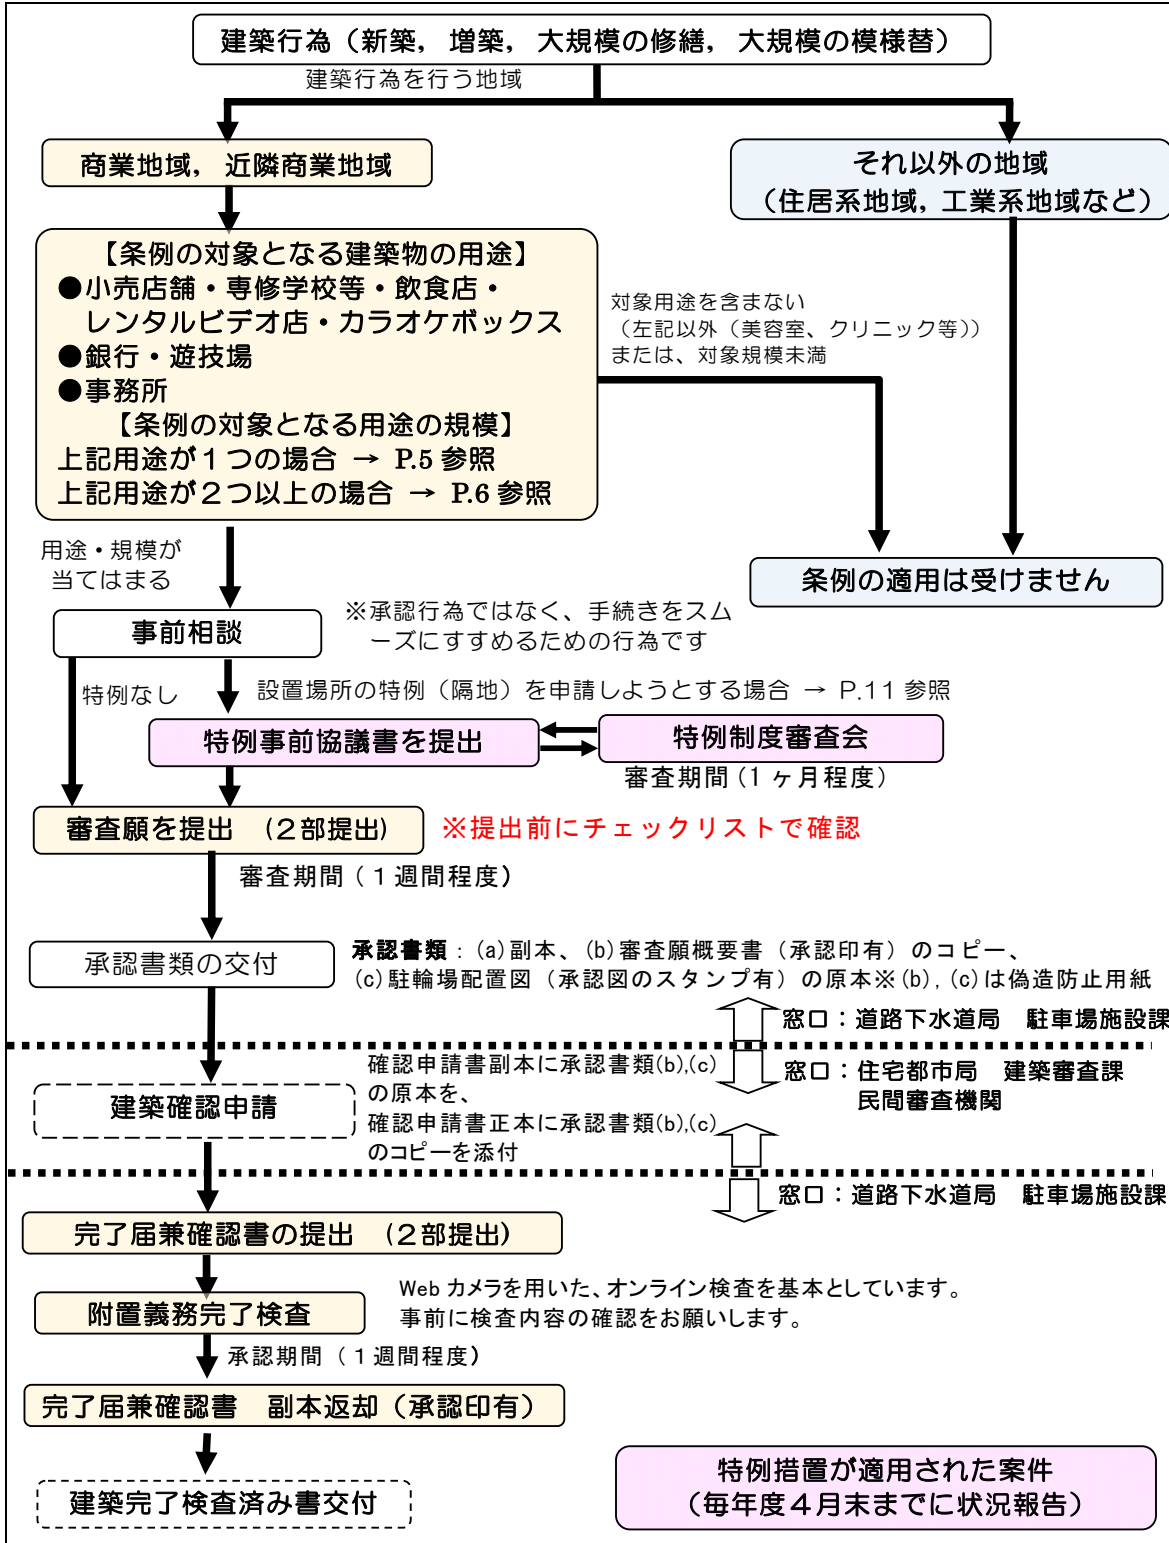 建築行為（新築，増築，大規模の修繕，大規模の模様替）
建築行為を行う地域
商業地域，近隣商業地域
それ以外の地域
（住居系地域，工業系地域など）
【条例の対象となる建築物の用途】
●小売店舗・専修学校等・飲食店・
レンタルビデオ店・カラオケボックス
●銀行・遊技場
●事務所
【条例の対象となる用途の規模】
上記用途が１つの場合 → P.5 参照
上記用途が２つ以上の場合 → P.6 参照
対象用途を含まない
（左記以外（美容室、クリニック等））
または、対象規模未満
用途・規模が
当てはまる
条例の適用は受けません
事前相談
※承認行為ではなく、手続きをスム
ーズにすすめるための行為です
特例なし
設置場所の特例（隔地）を申請しようとする場合 → P.11 参照
特例事前協議書を提出
特例制度審査会
審査期間（1 ヶ月程度）
審査願を提出 （２部提出）
※提出前にチェックリストで確認
審査期間（１週間程度）
承認書類の交付
承認書類：(a)副本、(b)審査願概要書（承認印有）のコピー、
(c)駐輪場配置図（承認図のスタンプ有）の原本※(b),(c)は偽造防止用紙
窓口：道路下水道局　駐車場施設課
確認申請書副本に承認書類(b),(c)
の原本を、
確認申請書正本に承認書類(b),(c)
のコピーを添付
窓口：住宅都市局　建築審査課
民間審査機関
建築確認申請
窓口：道路下水道局　駐車場施設課
完了届兼確認書の提出 （２部提出）
Web カメラを用いた、オンライン検査を基本としています。
事前に検査内容の確認をお願いします。
附置義務完了検査
承認期間（１週間程度）
完了届兼確認書　副本返却（承認印有）
建築完了検査済み書交付
特例措置が適用された案件
（毎年度４月末までに状況報告）